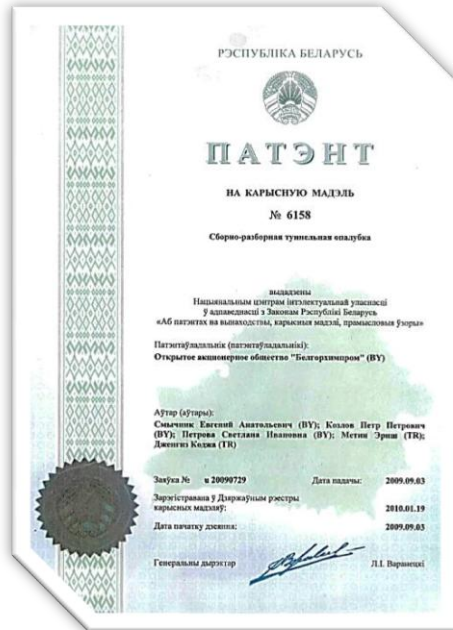 РЭСПУБЛІКА БЕЛАРУСЬ
ПАТЭНТ
НА КАРЫСНУЮ МАДЭЛЬ
№ 6158
Сборно-разборная туннельная опалубка
выдадзены
Нацыянальным цэнтрам інтэлектуальнай уласнасці
ў адпаведнасці з Законам Рэспублікі Беларусь
«Аб патэнтах на вынаходствы, карысныя мадэлі, прамысловыя ўзоры»
Патэнтаўладальнік (патэнтаўладальнікі):
Открытое акционерное общество "Белгорхимпром" (BY)
Аўтар (аўтары):
Смычник Евгений Анатольевич (BY); Козлов Петр Петрович
(BY); Петрова Светлана Ивановна (BY); Метин Эриш (TR);
Дженгиз Коджа (TR)
Заяўка № u 20090729 Дата падачы: 2009.09.03
Зарэгістравана ў Дзяржаўным рэестры
карысных мадэляў: 2010.01.19
Дата пачатку дзеяння: 2009.09.03
Генеральны дырэктар Л.І. Варанецкі